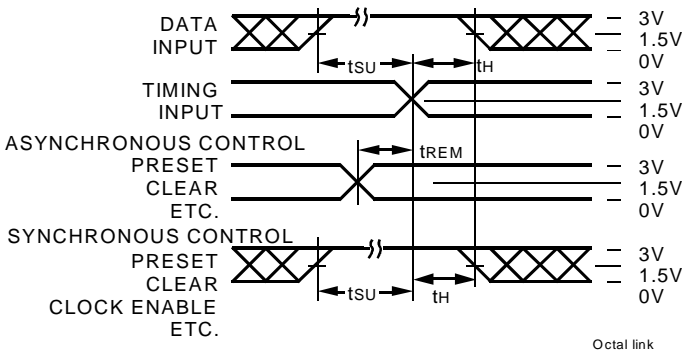 DATA
INPUT
3V
1.5V
0V
tSU
tH
TIMING
INPUT
3V
1.5V
0V
ASYNCHRONOUS CONTROL
PRESET
CLEAR
ETC.
tREM
3V
1.5V
0V
SYNCHRONOUS CONTROL
PRESET
CLEAR
CLOCK ENABLE
ETC.
tSU
tH
3V
1.5V
0V
Octal link